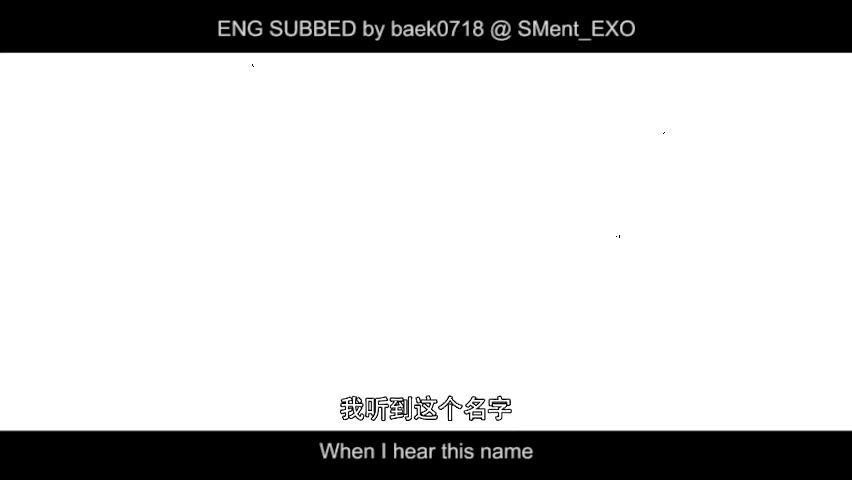 ENG SUBBED by baek0718 @ SMent_EXO
我听到这个名字
When I hear this name